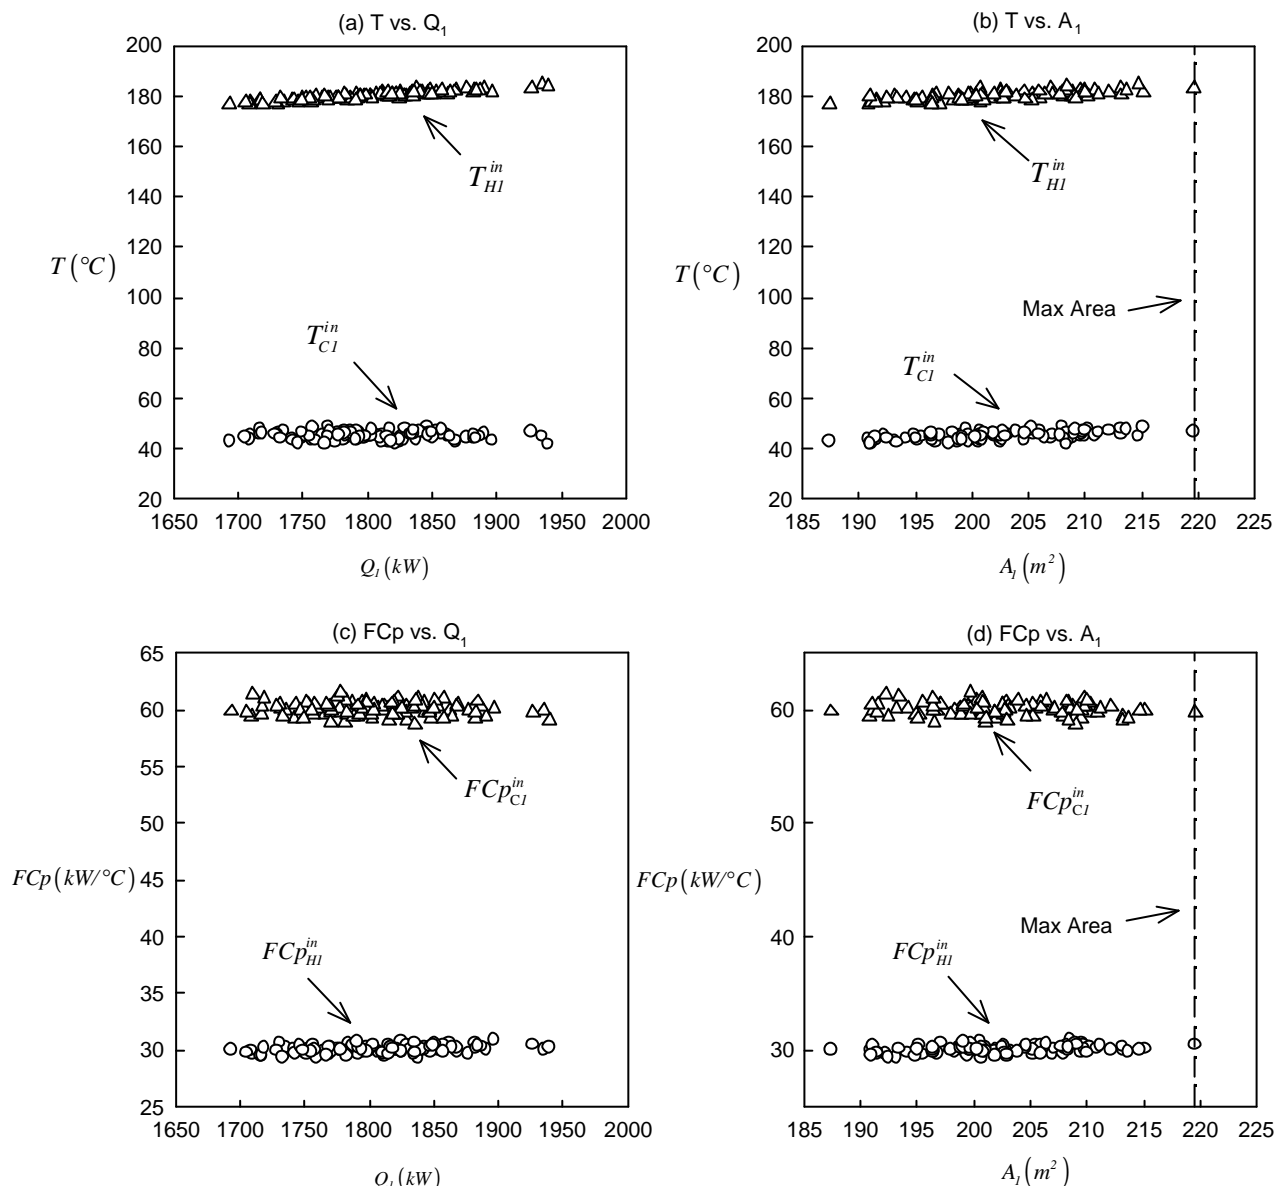 (a) T vs. Q1
200
180
160
140
120
100
80
60
40
20
T (°C)
T_H1^in
T_C1^in
1650 1700 1750 1800 1850 1900 1950 2000
Q1 (kW)
(b) T vs. A1
200
180
160
140
120
100
80
60
40
20
T (°C)
T_H1^in
Max Area
T_C1^in
185 190 195 200 205 210 215 220 225
A1 (m²)
(c) FCp vs. Q1
65
60
55
50
45
40
35
30
25
FCp (kW/°C)
FCp_C1^in
FCp_H1^in
1650 1700 1750 1800 1850 1900 1950 2000
Q1 (kW)
(d) FCp vs. A1
60
50
40
30
FCp (kW/°C)
FCp_C1^in
Max Area
FCp_H1^in
185 190 195 200 205 210 215 220 225
A1 (m²)